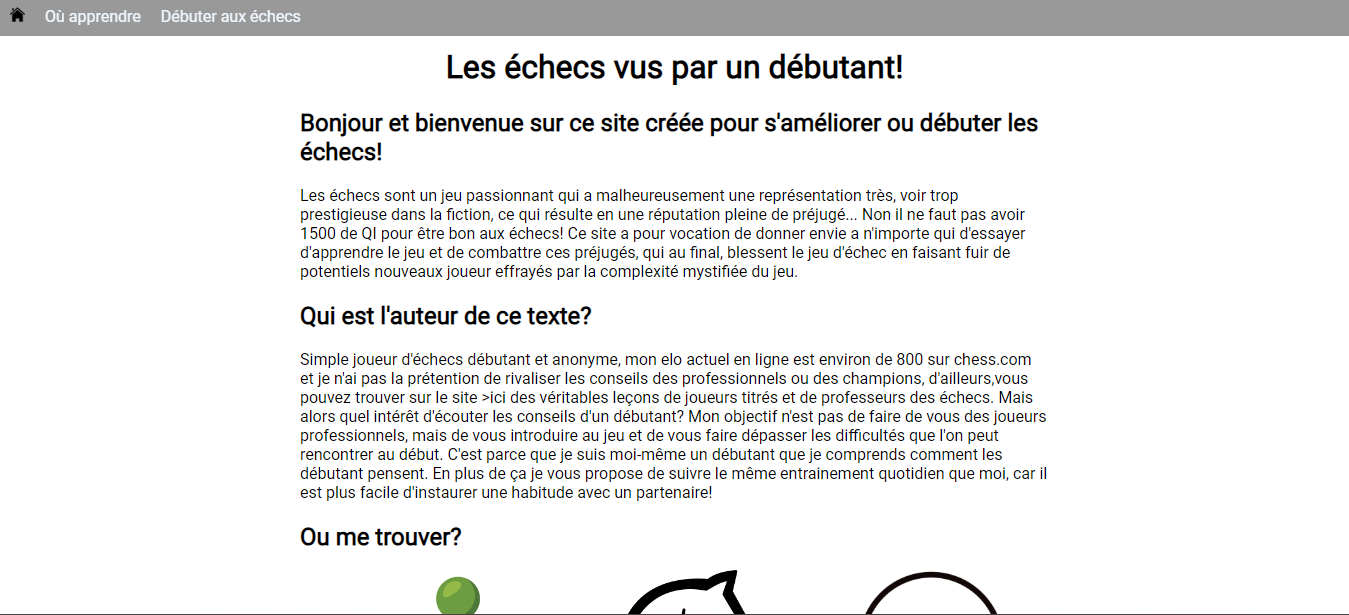 Où apprendre Débuter aux échecs
Les échecs vus par un débutant!
Bonjour et bienvenue sur ce site créée pour s'améliorer ou débuter les
échecs!
Les échecs sont un jeu passionnant qui a malheureusement une représentation très, voir trop
prestigieuse dans la fiction, ce qui résulte en une réputation pleine de préjugé... Non il ne faut pas avoir
1500 de QI pour être bon aux échecs! Ce site a pour vocation de donner envie a n'importe qui d'essayer
d'apprendre le jeu et de combattre ces préjugés, qui au final, blessent le jeu d'échec en faisant fuir de
potentiels nouveaux joueur effrayés par la complexité mystifiée du jeu.
Qui est l'auteur de ce texte?
Simple joueur d'échecs débutant et anonyme, mon elo actuel en ligne est environ de 800 sur chess.com
et je n'ai pas la prétention de rivaliser les conseils des professionnels ou des champions, d'ailleurs,vous
pouvez trouver sur le site >ici des véritables leçons de joueurs titrés et de professeurs des échecs. Mais
alors quel intérêt d'écouter les conseils d'un débutant? Mon objectif n'est pas de faire de vous des joueurs
professionnels, mais de vous introduire au jeu et de vous faire dépasser les difficultés que l'on peut
rencontrer au début. C'est parce que je suis moi-même un débutant que je comprends comment les
débutant pensent. En plus de ça je vous propose de suivre le même entrainement quotidien que moi, car il
est plus facile d'instaurer une habitude avec un partenaire!
Ou me trouver?